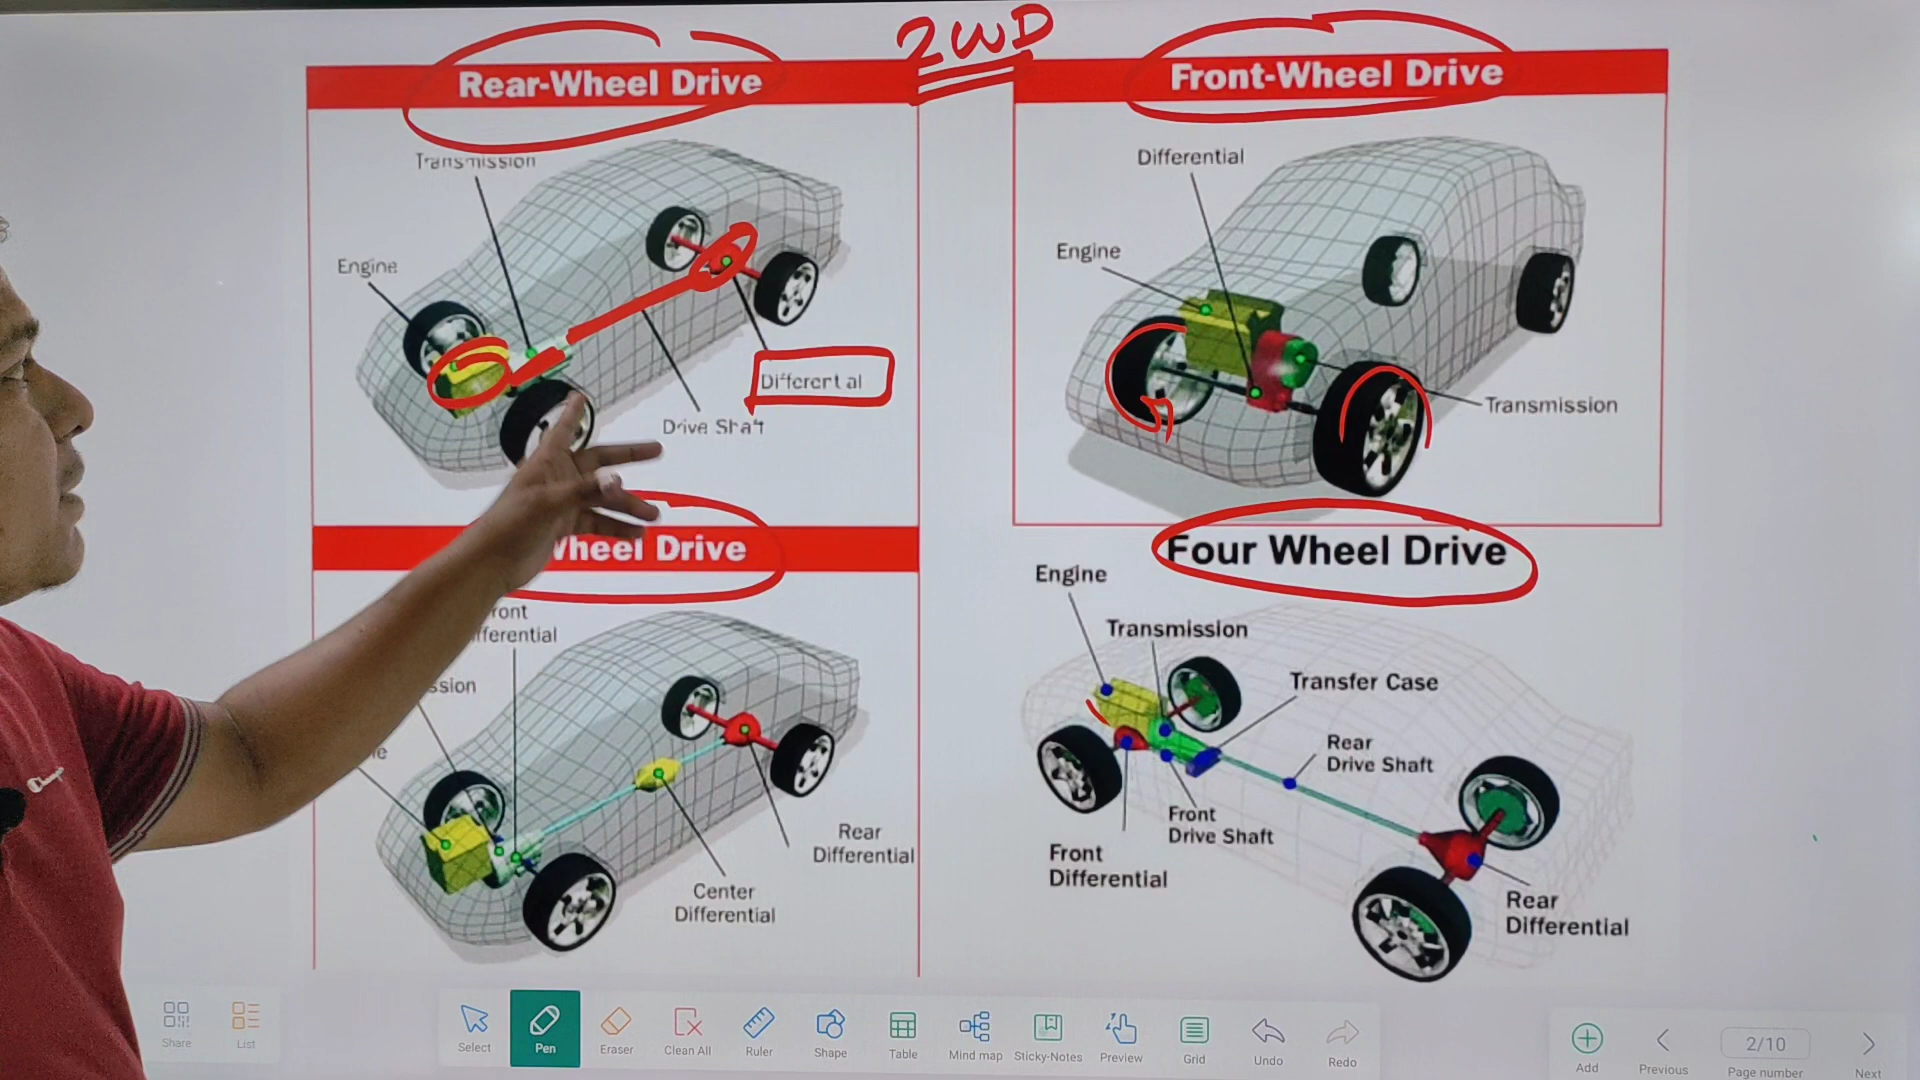 2WD
Rear-Wheel Drive
Transmission
Engine
Differential
Drive Shaft
Front-Wheel Drive
Differential
Engine
Transmission
Wheel Drive
Front
Differential
Rear
Differential
Center
Differential
Four Wheel Drive
Engine
Transmission
Transfer Case
Rear
Drive Shaft
Front
Drive Shaft
Front
Differential
Rear
Differential
Share
List
Select
Pen
Eraser
Clean All
Ruler
Shape
Table
Mind map
Sticky-Notes
Preview
Grid
Undo
Redo
Add
Previous
2/10
Page number
Next